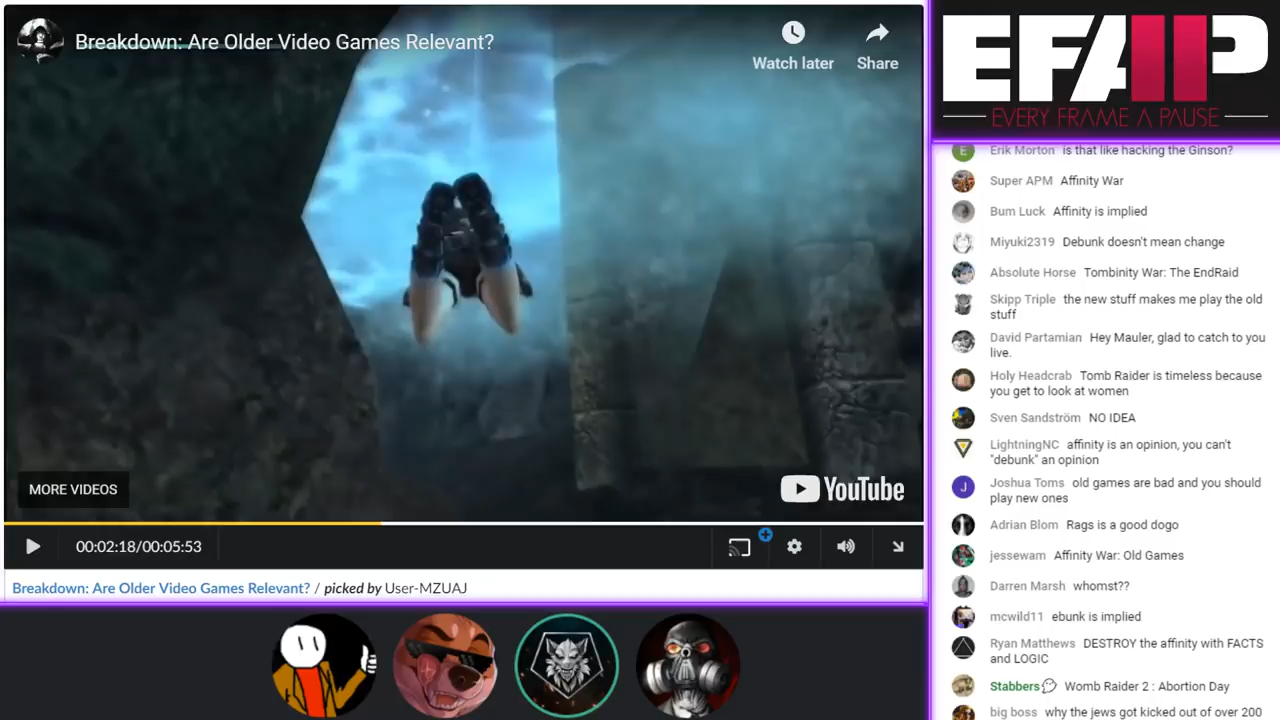 Breakdown: Are Older Video Games Relevant?
Watch later
Share
MORE VIDEOS
YouTube
00:02:18/00:05:53
Breakdown: Are Older Video Games Relevant? / picked by User-MZUAJ
EFAP
EVERY FRAME A PAUSE
E Erik Morton is that like hacking the Ginson?
Super APM Affinity War
Bum Luck Affinity is implied
Miyuki2319 Debunk doesn't mean change
Absolute Horse Tombinity War: The EndRaid
Skipp Triple the new stuff makes me play the old
stuff
David Partamian Hey Mauler, glad to catch to you
live.
Holy Headcrab Tomb Raider is timeless because
you get to look at women
Sven Sandström NO IDEA
LightningNC affinity is an opinion, you can't
"debunk" an opinion
J Joshua Toms old games are bad and you should
play new ones
Adrian Blom Rags is a good dogo
jessewam Affinity War: Old Games
Darren Marsh whomst??
mcwild11 ebunk is implied
Ryan Matthews DESTROY the affinity with FACTS
and LOGIC
Stabbers Womb Raider 2 : Abortion Day
big boss why the jews got kicked out of over 200